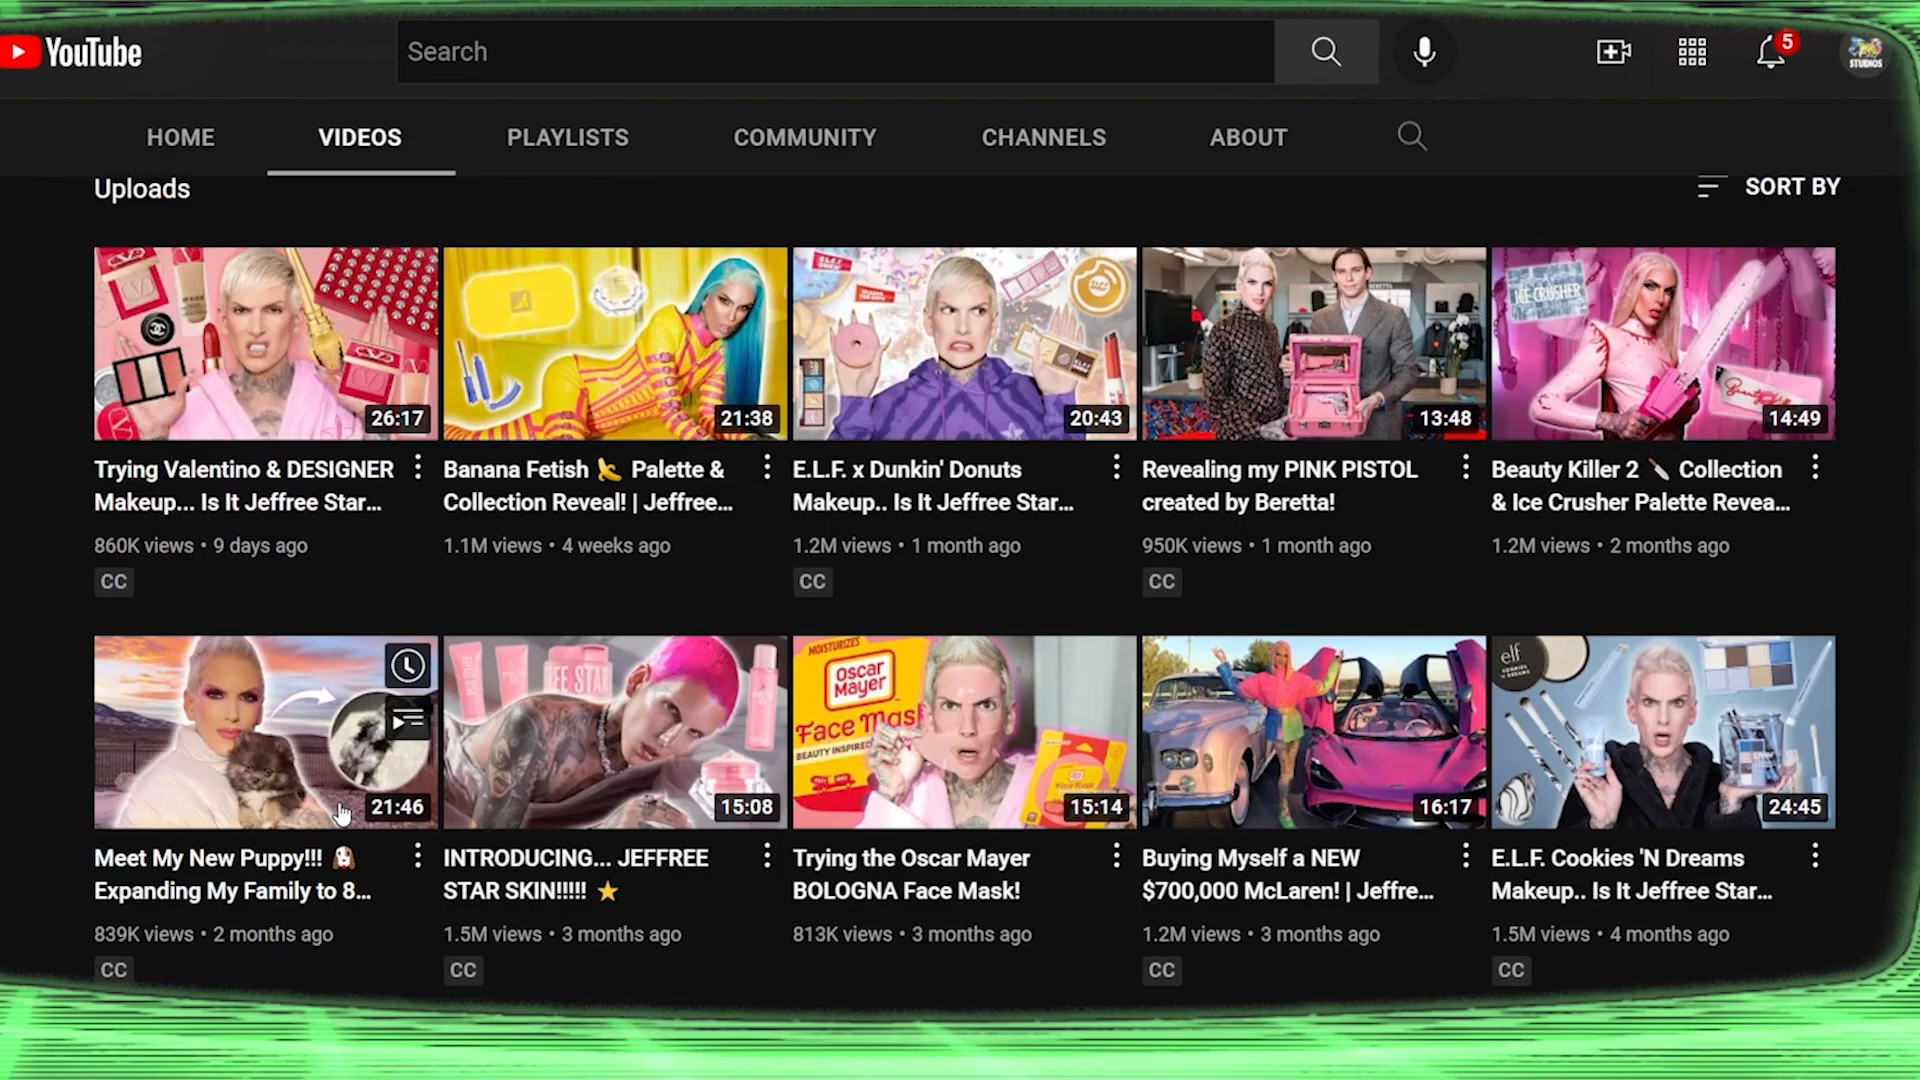 YouTube
Search
5
STUDIOS
HOME
VIDEOS
PLAYLISTS
COMMUNITY
CHANNELS
ABOUT
Uploads
SORT BY
26:17
21:38
20:43
13:48
ICE CRUSHER
14:49
Trying Valentino & DESIGNER
Makeup... Is It Jeffree Star...
860K views • 9 days ago
CC
Banana Fetish 🍌 Palette &
Collection Reveal! | Jeffree...
1.1M views • 4 weeks ago
E.L.F. x Dunkin' Donuts
Makeup.. Is It Jeffree Star...
1.2M views • 1 month ago
CC
Revealing my PINK PISTOL
created by Beretta!
950K views • 1 month ago
CC
Beauty Killer 2 🔪 Collection
& Ice Crusher Palette Revea...
1.2M views • 2 months ago
21:46
15:08
MOISTURIZES
Oscar
Mayer
Face Mask
BEAUTY INSPIRED
15:14
16:17
elf
24:45
Meet My New Puppy!!! 🐶
Expanding My Family to 8...
839K views • 2 months ago
CC
INTRODUCING... JEFFREE
STAR SKIN!!!!! ⭐
1.5M views • 3 months ago
CC
Trying the Oscar Mayer
BOLOGNA Face Mask!
813K views • 3 months ago
Buying Myself a NEW
$700,000 McLaren! | Jeffre...
1.2M views • 3 months ago
CC
E.L.F. Cookies 'N Dreams
Makeup.. Is It Jeffree Star...
1.5M views • 4 months ago
CC